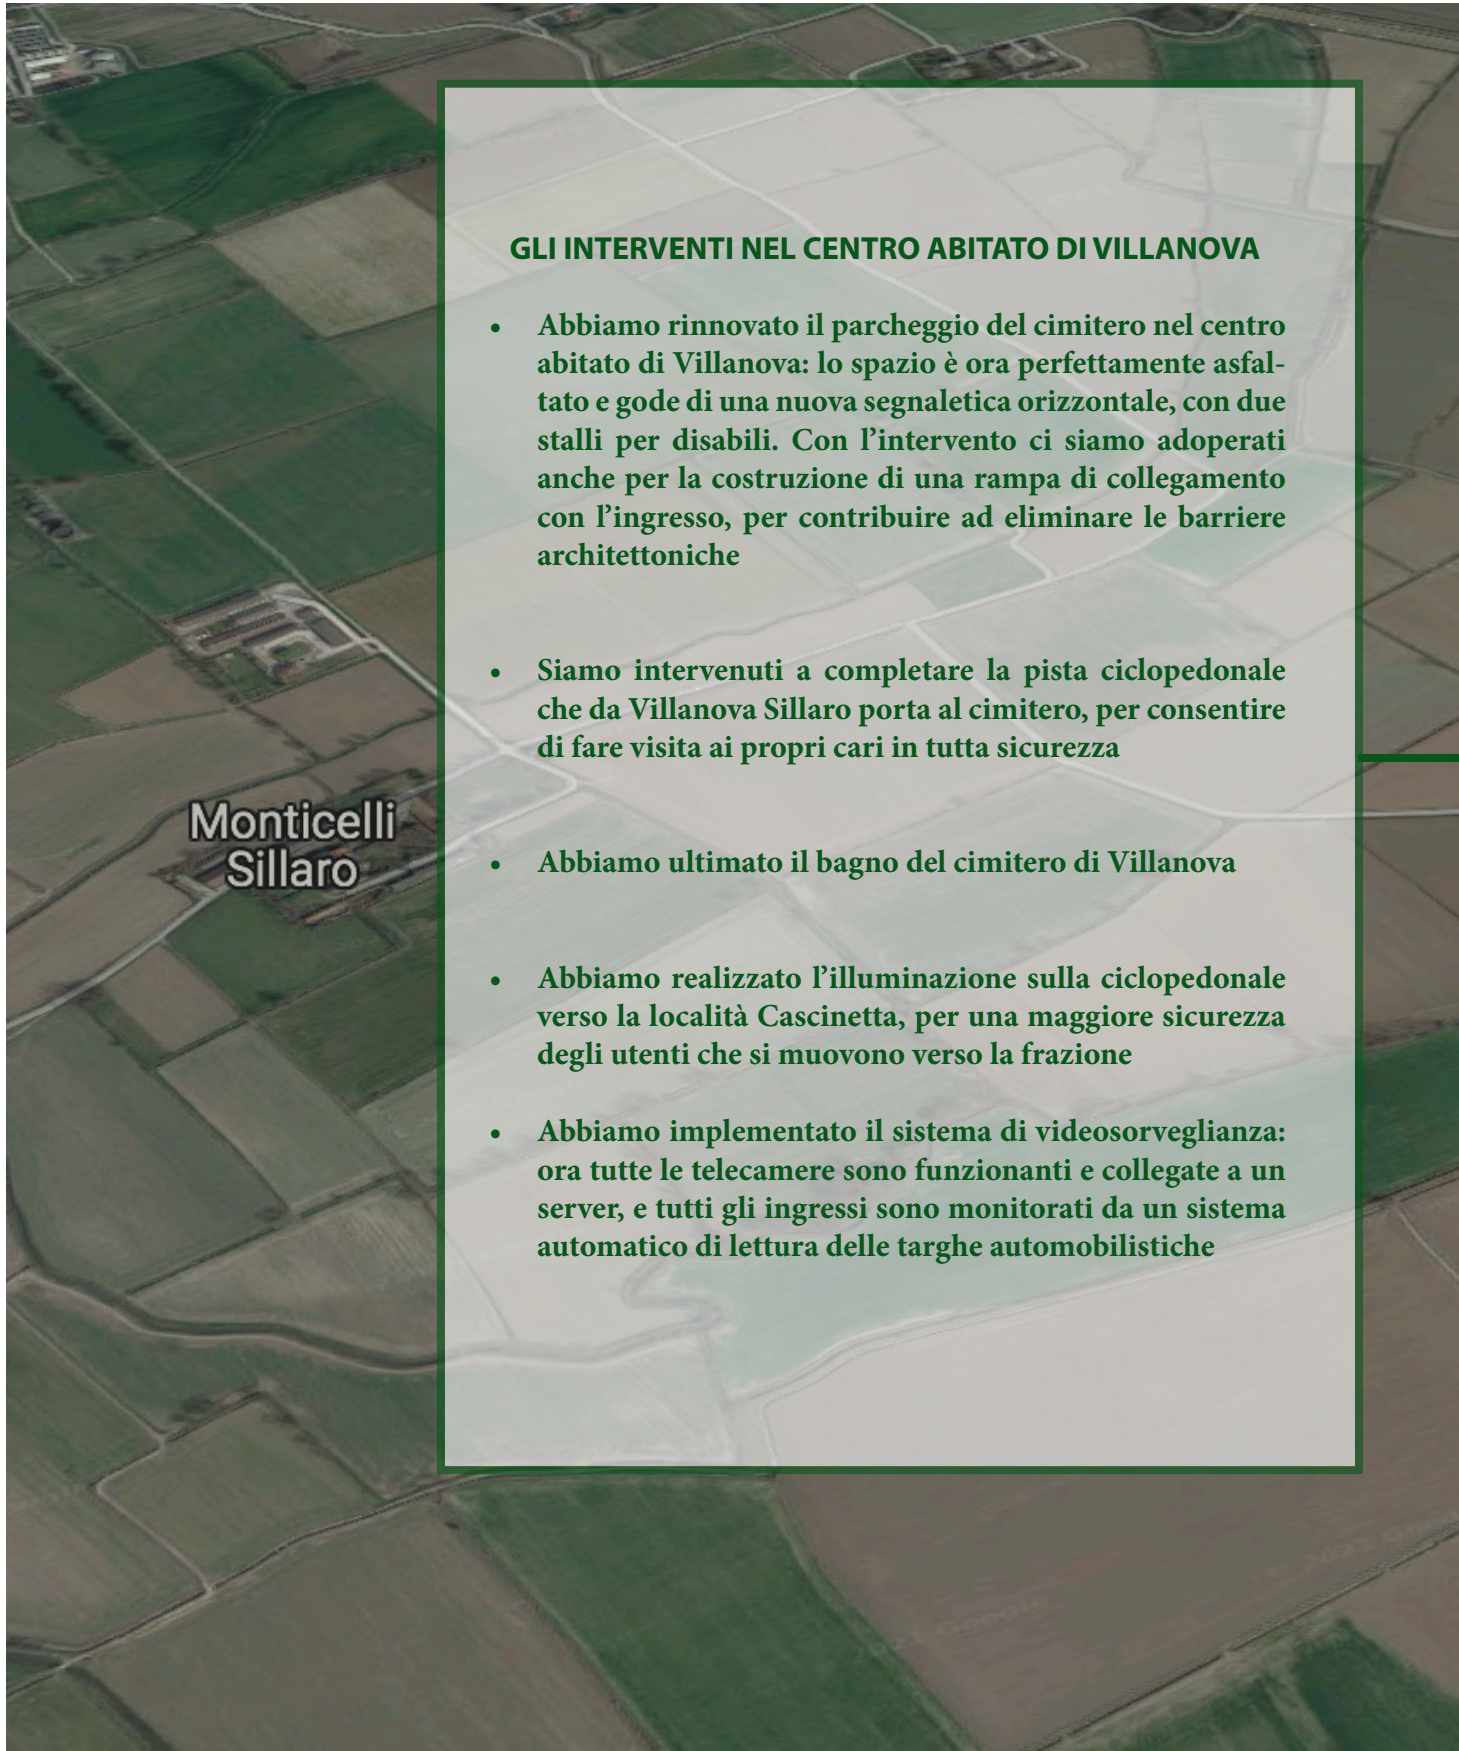 GLI INTERVENTI NEL CENTRO ABITATO DI VILLANOVA
• Abbiamo rinnovato il parcheggio del cimitero nel centro
abitato di Villanova: lo spazio è ora perfettamente asfal-
tato e gode di una nuova segnaletica orizzontale, con due
stalli per disabili. Con l’intervento ci siamo adoperati
anche per la costruzione di una rampa di collegamento
con l’ingresso, per contribuire ad eliminare le barriere
architettoniche
• Siamo intervenuti a completare la pista ciclopedonale
che da Villanova Sillaro porta al cimitero, per consentire
di fare visita ai propri cari in tutta sicurezza
Monticelli
Sillaro
• Abbiamo ultimato il bagno del cimitero di Villanova
• Abbiamo realizzato l’illuminazione sulla ciclopedonale
verso la località Cascinetta, per una maggiore sicurezza
degli utenti che si muovono verso la frazione
• Abbiamo implementato il sistema di videosorveglianza:
ora tutte le telecamere sono funzionanti e collegate a un
server, e tutti gli ingressi sono monitorati da un sistema
automatico di lettura delle targhe automobilistiche
Google